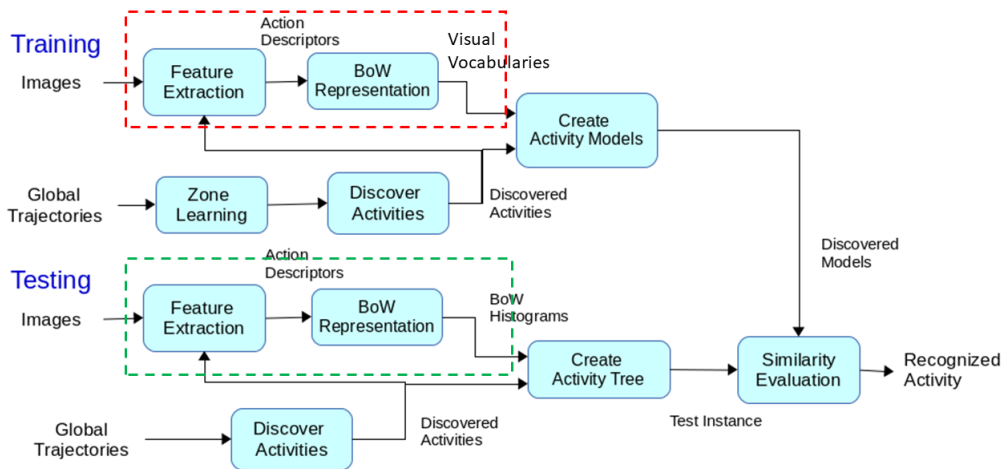 Training
Action
Descriptors
Visual
Vocabularies
Images
Feature
Extraction
BoW
Representation
Create
Activity Models
Global
Trajectories
Zone
Learning
Discover
Activities
Discovered
Activities
Discovered
Models
Testing
Action
Descriptors
Images
Feature
Extraction
BoW
Representation
BoW
Histograms
Create
Activity Tree
Similarity
Evaluation
Recognized
Activity
Test Instance
Global
Trajectories
Discover
Activities
Discovered
Activities